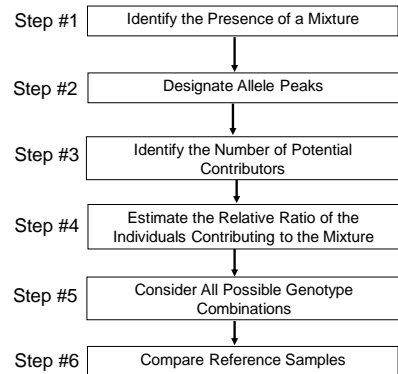 Step #1 Identify the Presence of a Mixture
Step #2 Designate Allele Peaks
Step #3 Identify the Number of Potential
Contributors
Step #4 Estimate the Relative Ratio of the
Individuals Contributing to the Mixture
Step #5 Consider All Possible Genotype
Combinations
Step #6 Compare Reference Samples